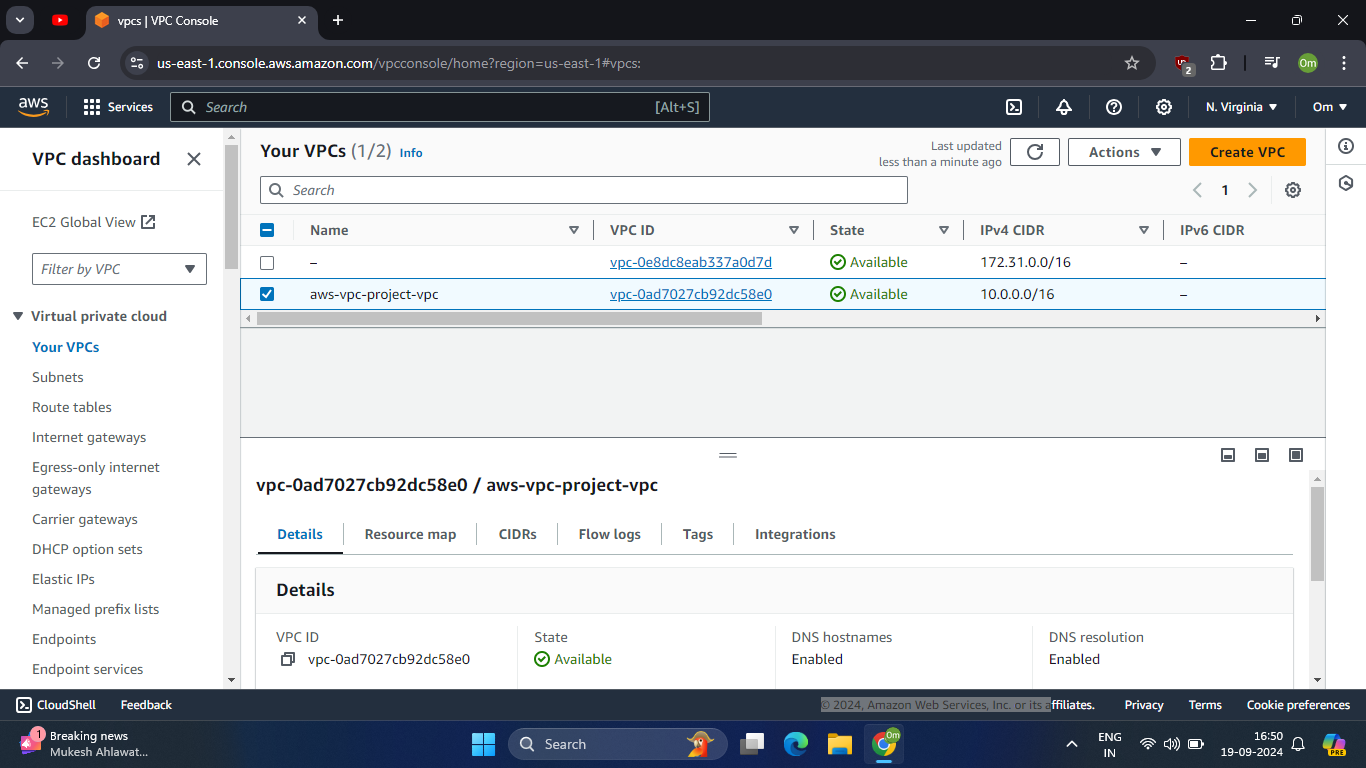 vpcs | VPC Console
us-east-1.console.aws.amazon.com/vpcconsole/home?region=us-east-1#vpcs:
2
Om
aws
Services
Search
[Alt+S]
N. Virginia
Om
VPC dashboard
EC2 Global View
Filter by VPC
Virtual private cloud
Your VPCs
Subnets
Route tables
Internet gateways
Egress-only internet
gateways
Carrier gateways
DHCP option sets
Elastic IPs
Managed prefix lists
Endpoints
Endpoint services
Your VPCs (1/2) Info
Last updated
less than a minute ago
Actions
Create VPC
Search
1
Name VPC ID State IPv4 CIDR IPv6 CIDR
– vpc-0e8dc8eab337a0d7d Available 172.31.0.0/16 –
aws-vpc-project-vpc vpc-0ad7027cb92dc58e0 Available 10.0.0.0/16 –
vpc-0ad7027cb92dc58e0 / aws-vpc-project-vpc
Details Resource map CIDRs Flow logs Tags Integrations
Details
VPC ID
vpc-0ad7027cb92dc58e0
State
Available
DNS hostnames
Enabled
DNS resolution
Enabled
CloudShell Feedback © 2024, Amazon Web Services, Inc. or its affiliates. Privacy Terms Cookie preferences
1
Breaking news
Mukesh Ahlawat...
Search
Om
ENG
IN
16:50
19-09-2024
PRE